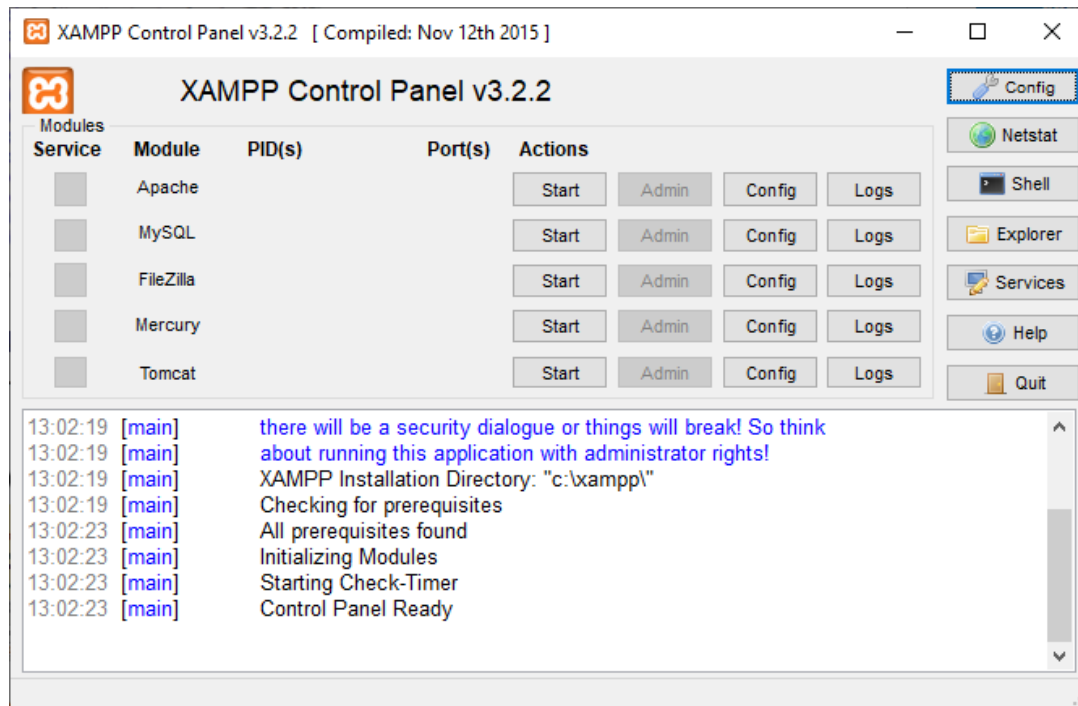 XAMPP Control Panel v3.2.2 [ Compiled: Nov 12th 2015 ]
XAMPP Control Panel v3.2.2
Config
Modules
Service Module PID(s) Port(s) Actions
Netstat
Apache Start Admin Config Logs
Shell
MySQL Start Admin Config Logs
Explorer
FileZilla Start Admin Config Logs
Services
Mercury Start Admin Config Logs
Help
Tomcat Start Admin Config Logs
Quit
13:02:19 [main] there will be a security dialogue or things will break! So think
13:02:19 [main] about running this application with administrator rights!
13:02:19 [main] XAMPP Installation Directory: "c:\xampp\"
13:02:19 [main] Checking for prerequisites
13:02:23 [main] All prerequisites found
13:02:23 [main] Initializing Modules
13:02:23 [main] Starting Check-Timer
13:02:23 [main] Control Panel Ready